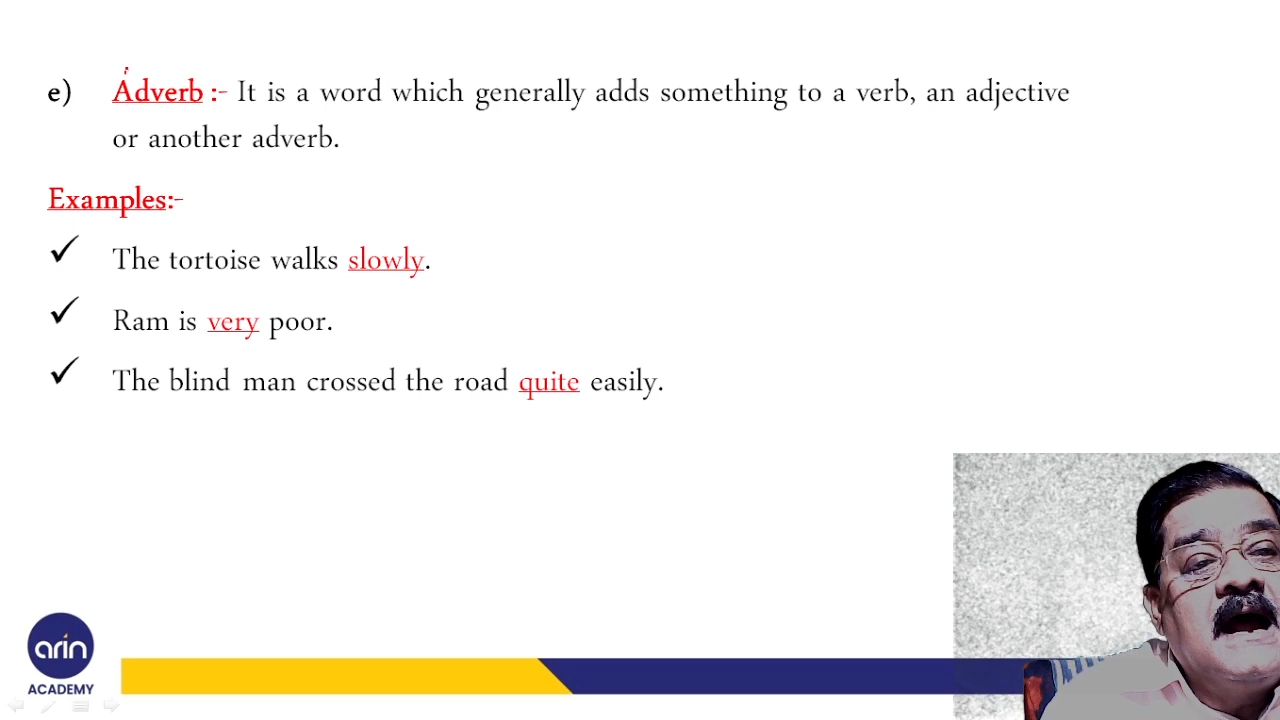 e) Adverb :- It is a word which generally adds something to a verb, an adjective
or another adverb.
Examples:-
✓ The tortoise walks slowly.
✓ Ram is very poor.
✓ The blind man crossed the road quite easily.
arin
ACADEMY